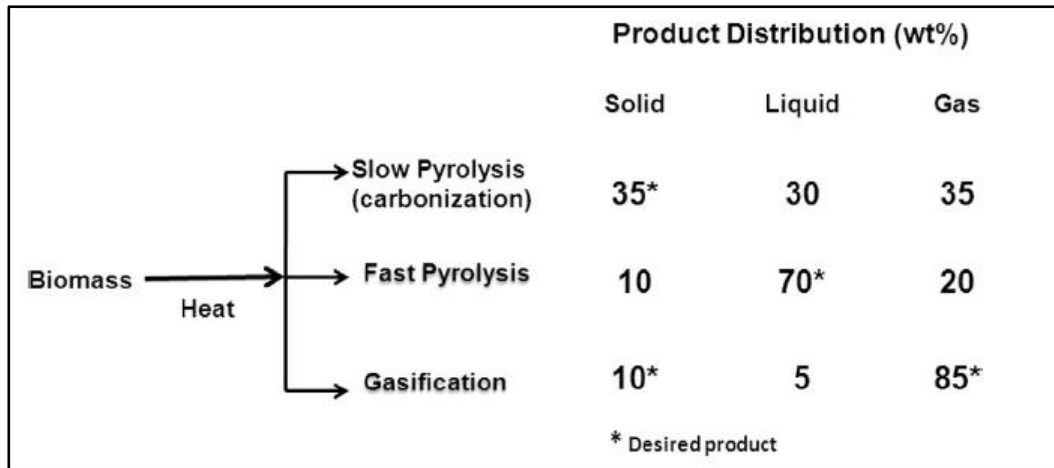 Product Distribution (wt%)
Solid Liquid Gas
Slow Pyrolysis
(carbonization) 35* 30 35
Biomass Heat Fast Pyrolysis 10 70* 20
Gasification 10* 5 85*
* Desired product